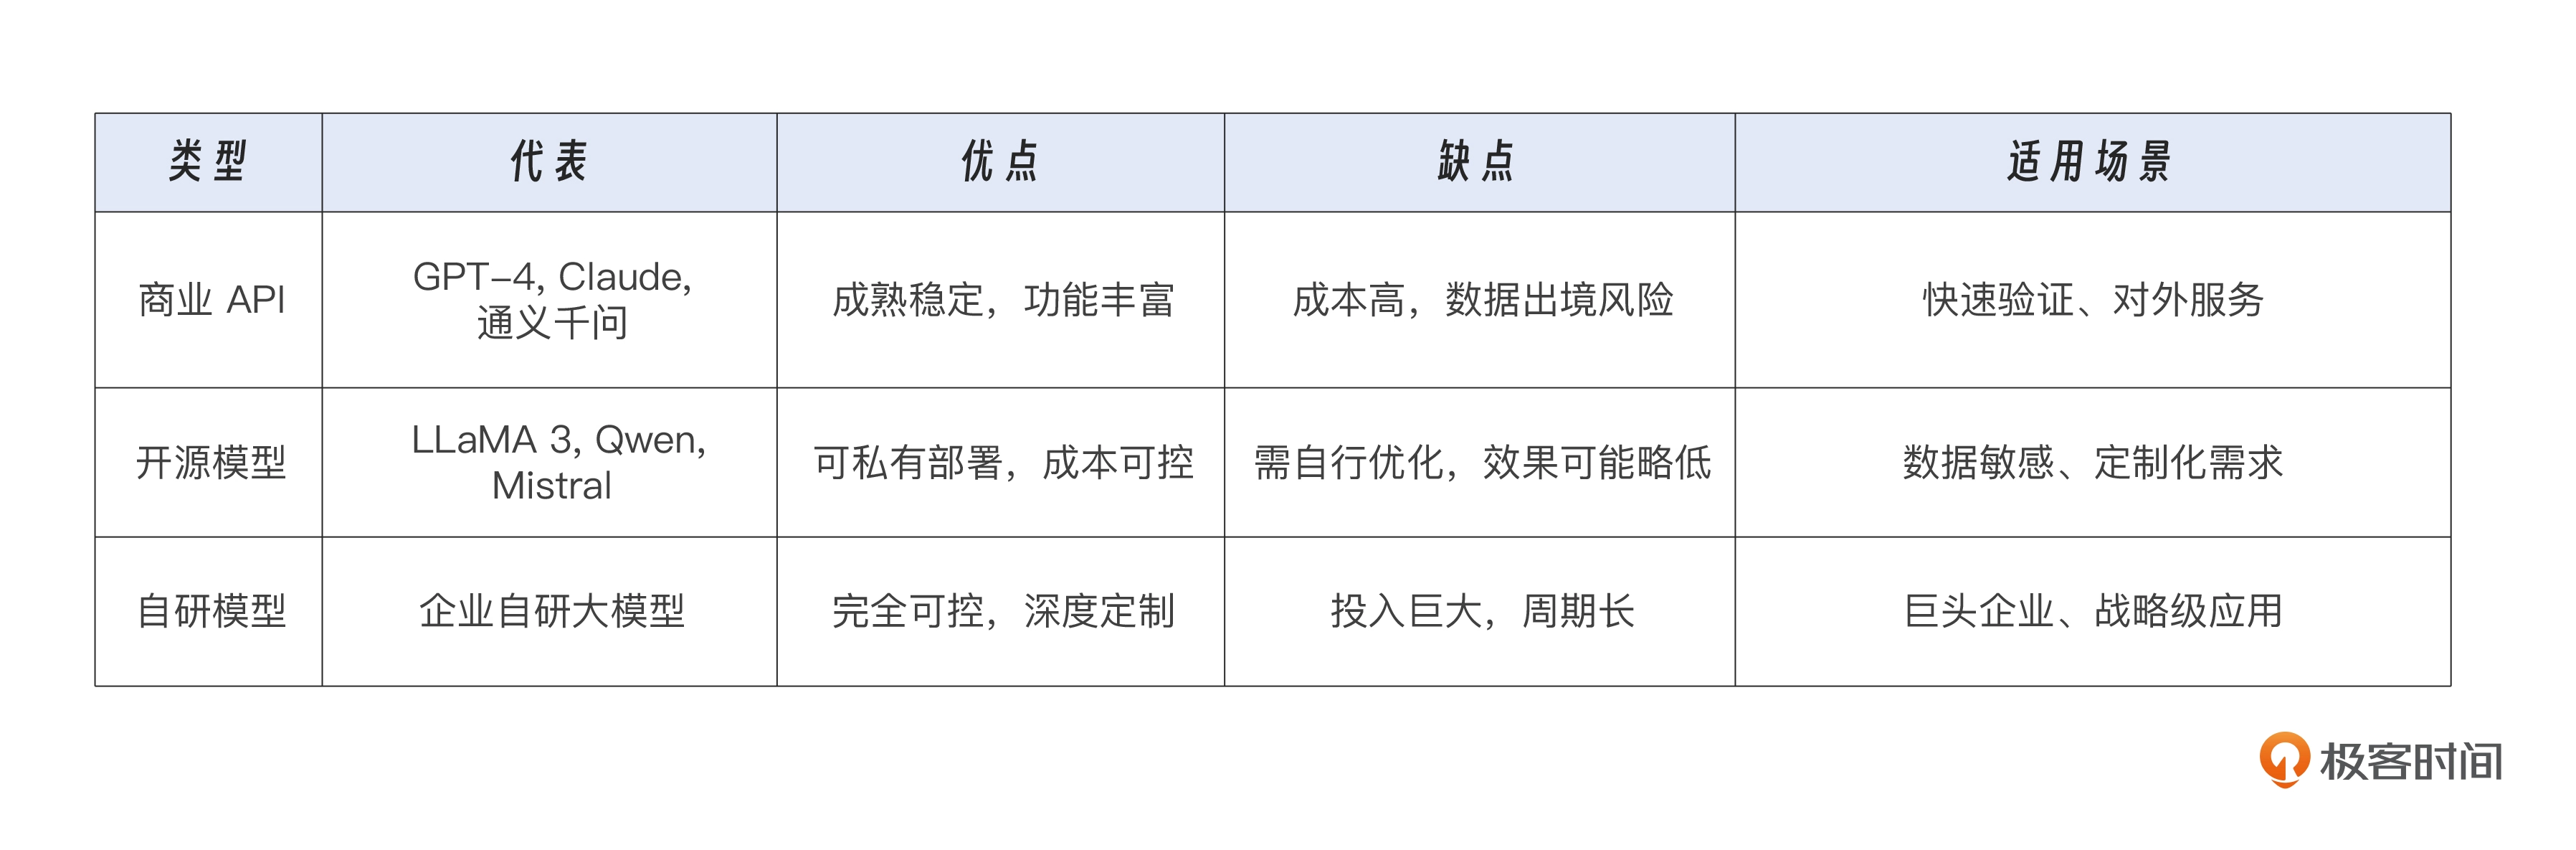 类型 代表 优点 缺点 适用场景
商业 API GPT-4, Claude, 成熟稳定，功能丰富 成本高，数据出境风险 快速验证、对外服务
通义千问
开源模型 LLaMA 3, Qwen, 可私有部署，成本可控 需自行优化，效果可能略低 数据敏感、定制化需求
Mistral
自研模型 企业自研大模型 完全可控，深度定制 投入巨大，周期长 巨头企业、战略级应用
极客时间